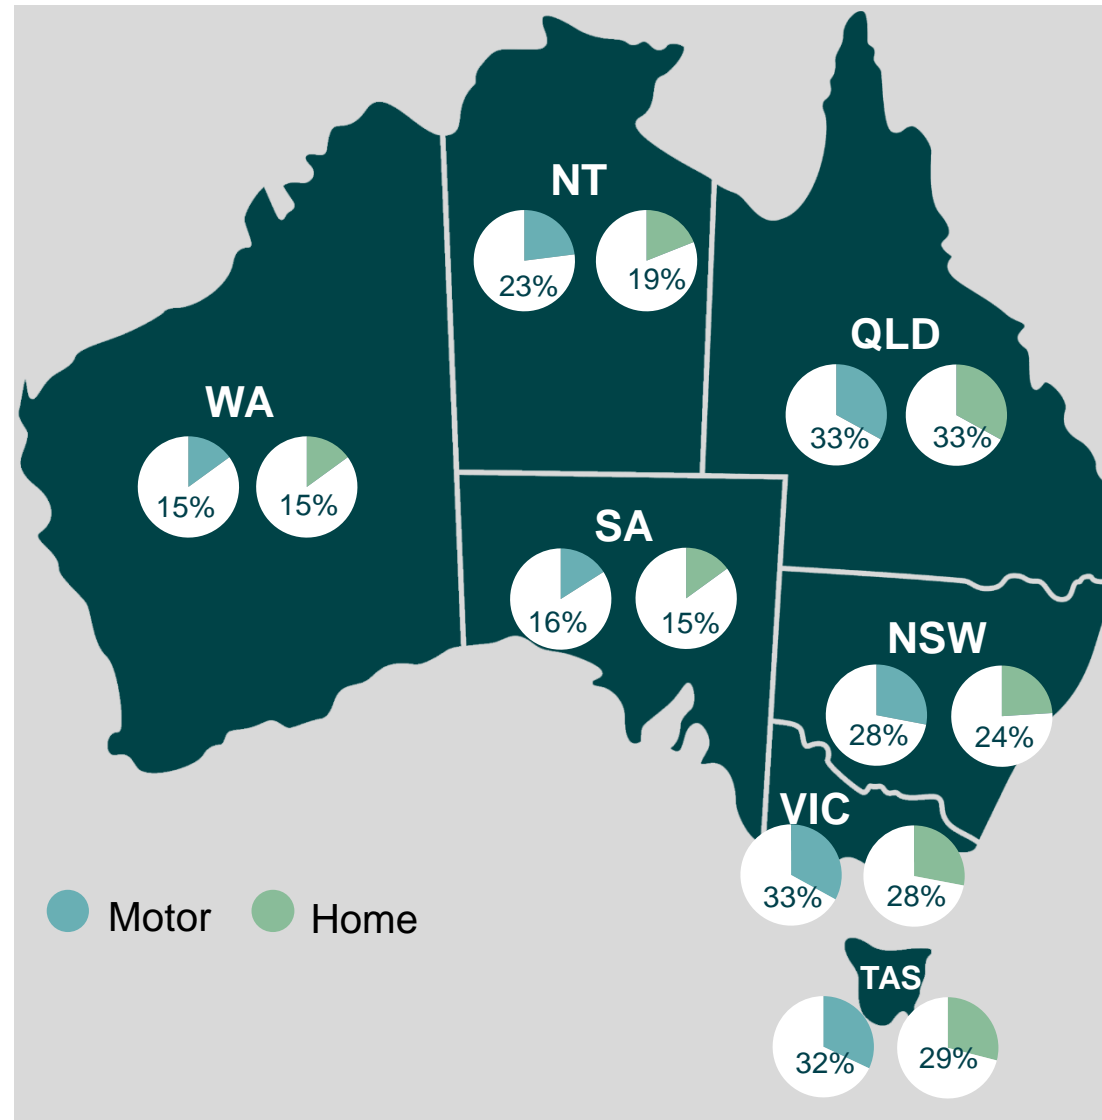 NT
23% 19%
QLD
33% 33%
WA
15% 15%
SA
16% 15%
NSW
28% 24%
VIC
33% 28%
Motor Home
TAS
32% 29%